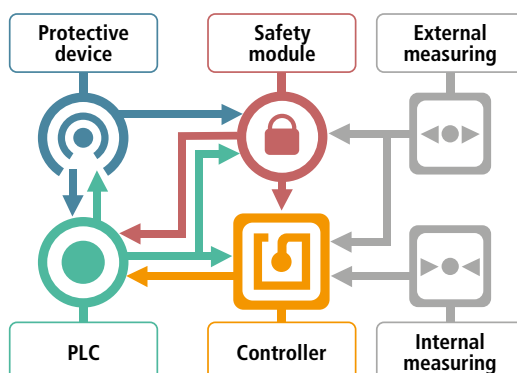 Protective
device
Safety
module
External
measuring
PLC
Controller
Internal
measuring